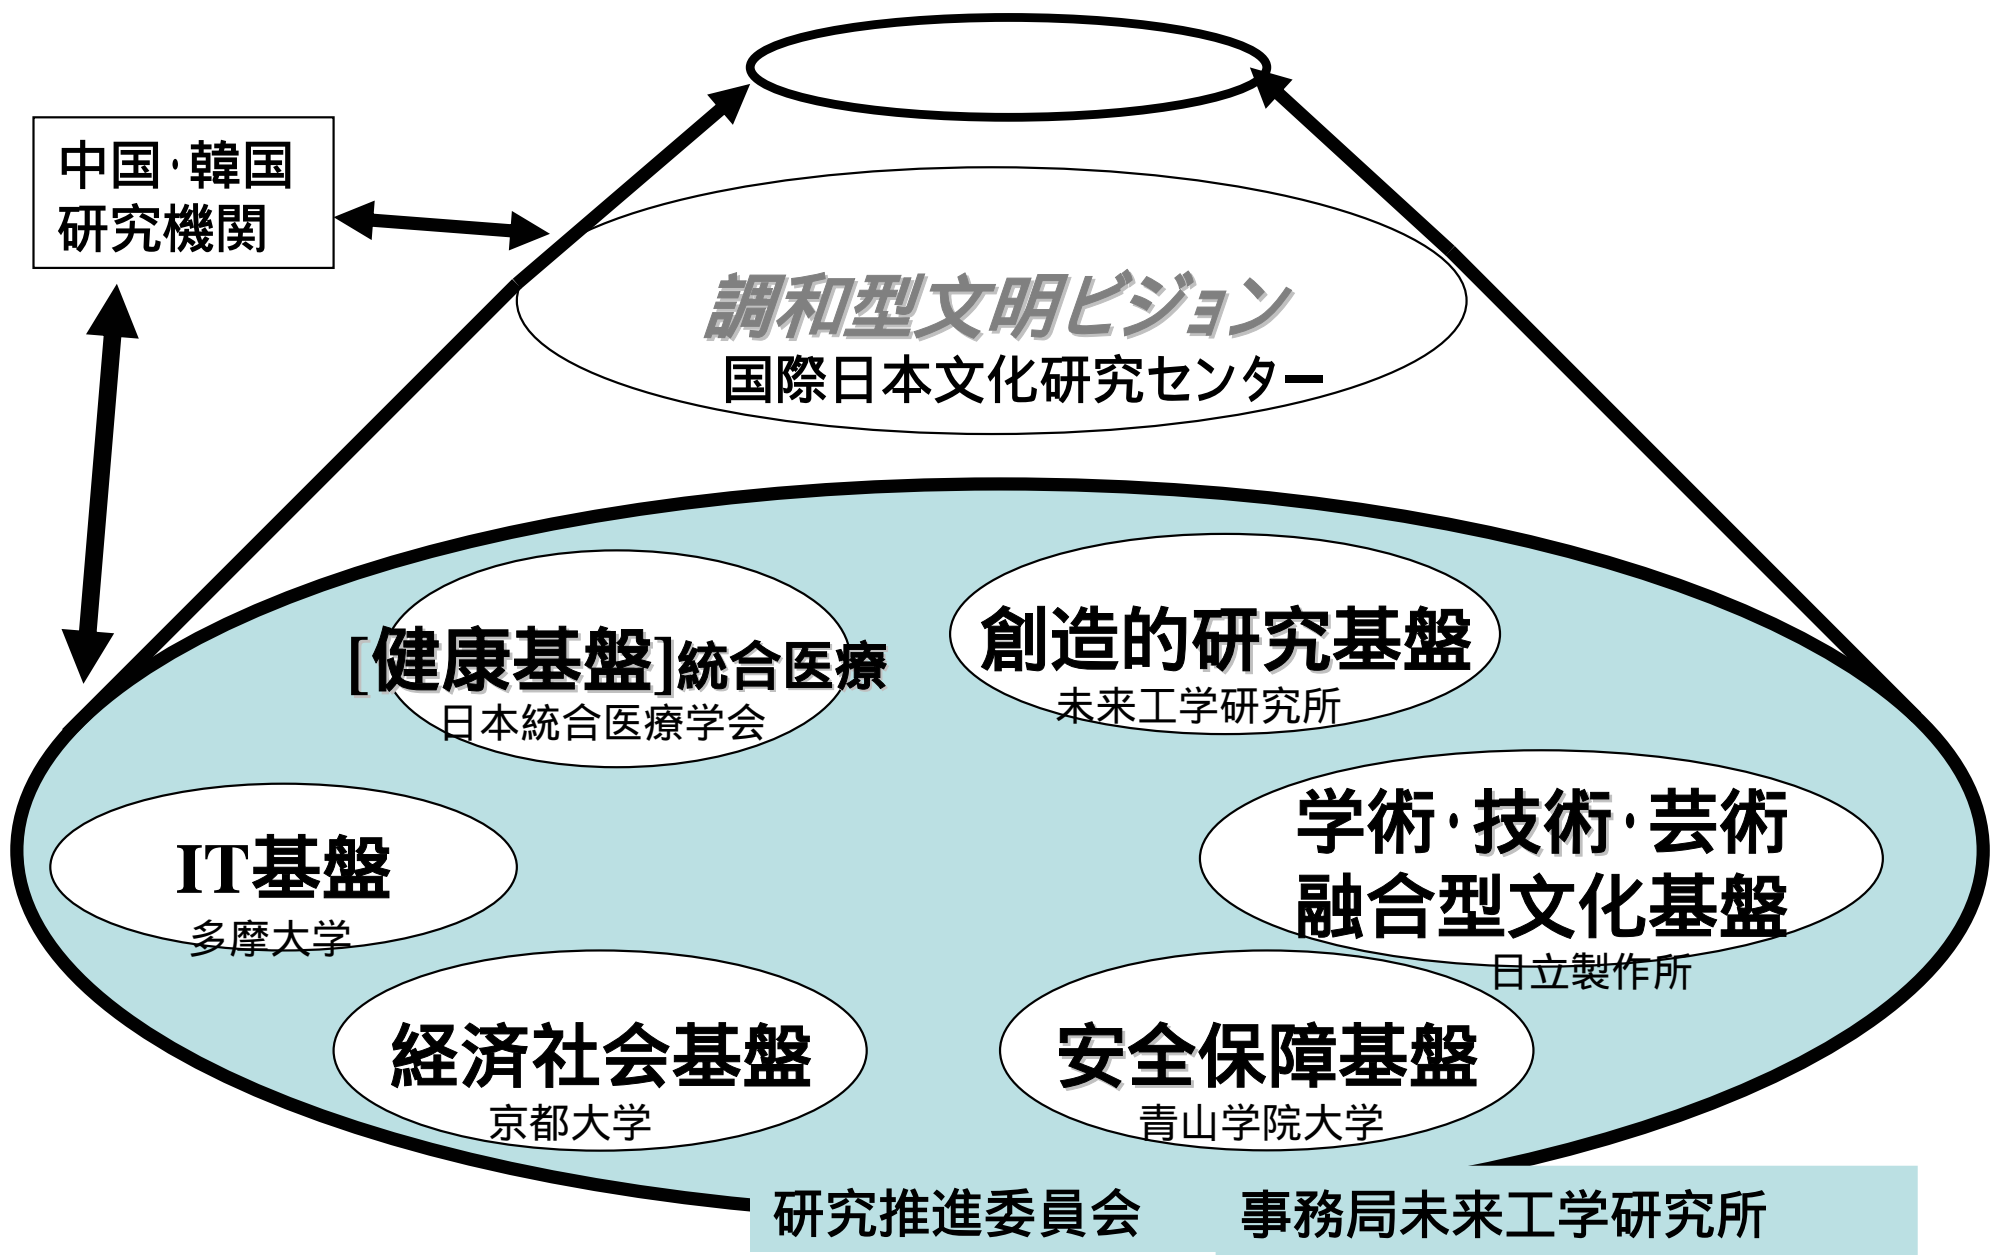 中国･韓国
研究機関
調和型文明ビジョン
国際日本文化研究センター
[健康基盤]統合医療
日本統合医療学会
創造的研究基盤
未来工学研究所
IT基盤
多摩大学
学術･技術･芸術
融合型文化基盤
日立製作所
経済社会基盤
京都大学
安全保障基盤
青山学院大学
研究推進委員会
事務局未来工学研究所